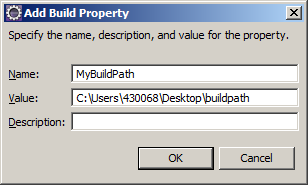 Add Build Property
Specify the name, description, and value for the property.
Name: MyBuildPath
Value: C:\Users\430068\Desktop\buildpath
Description:
OK Cancel